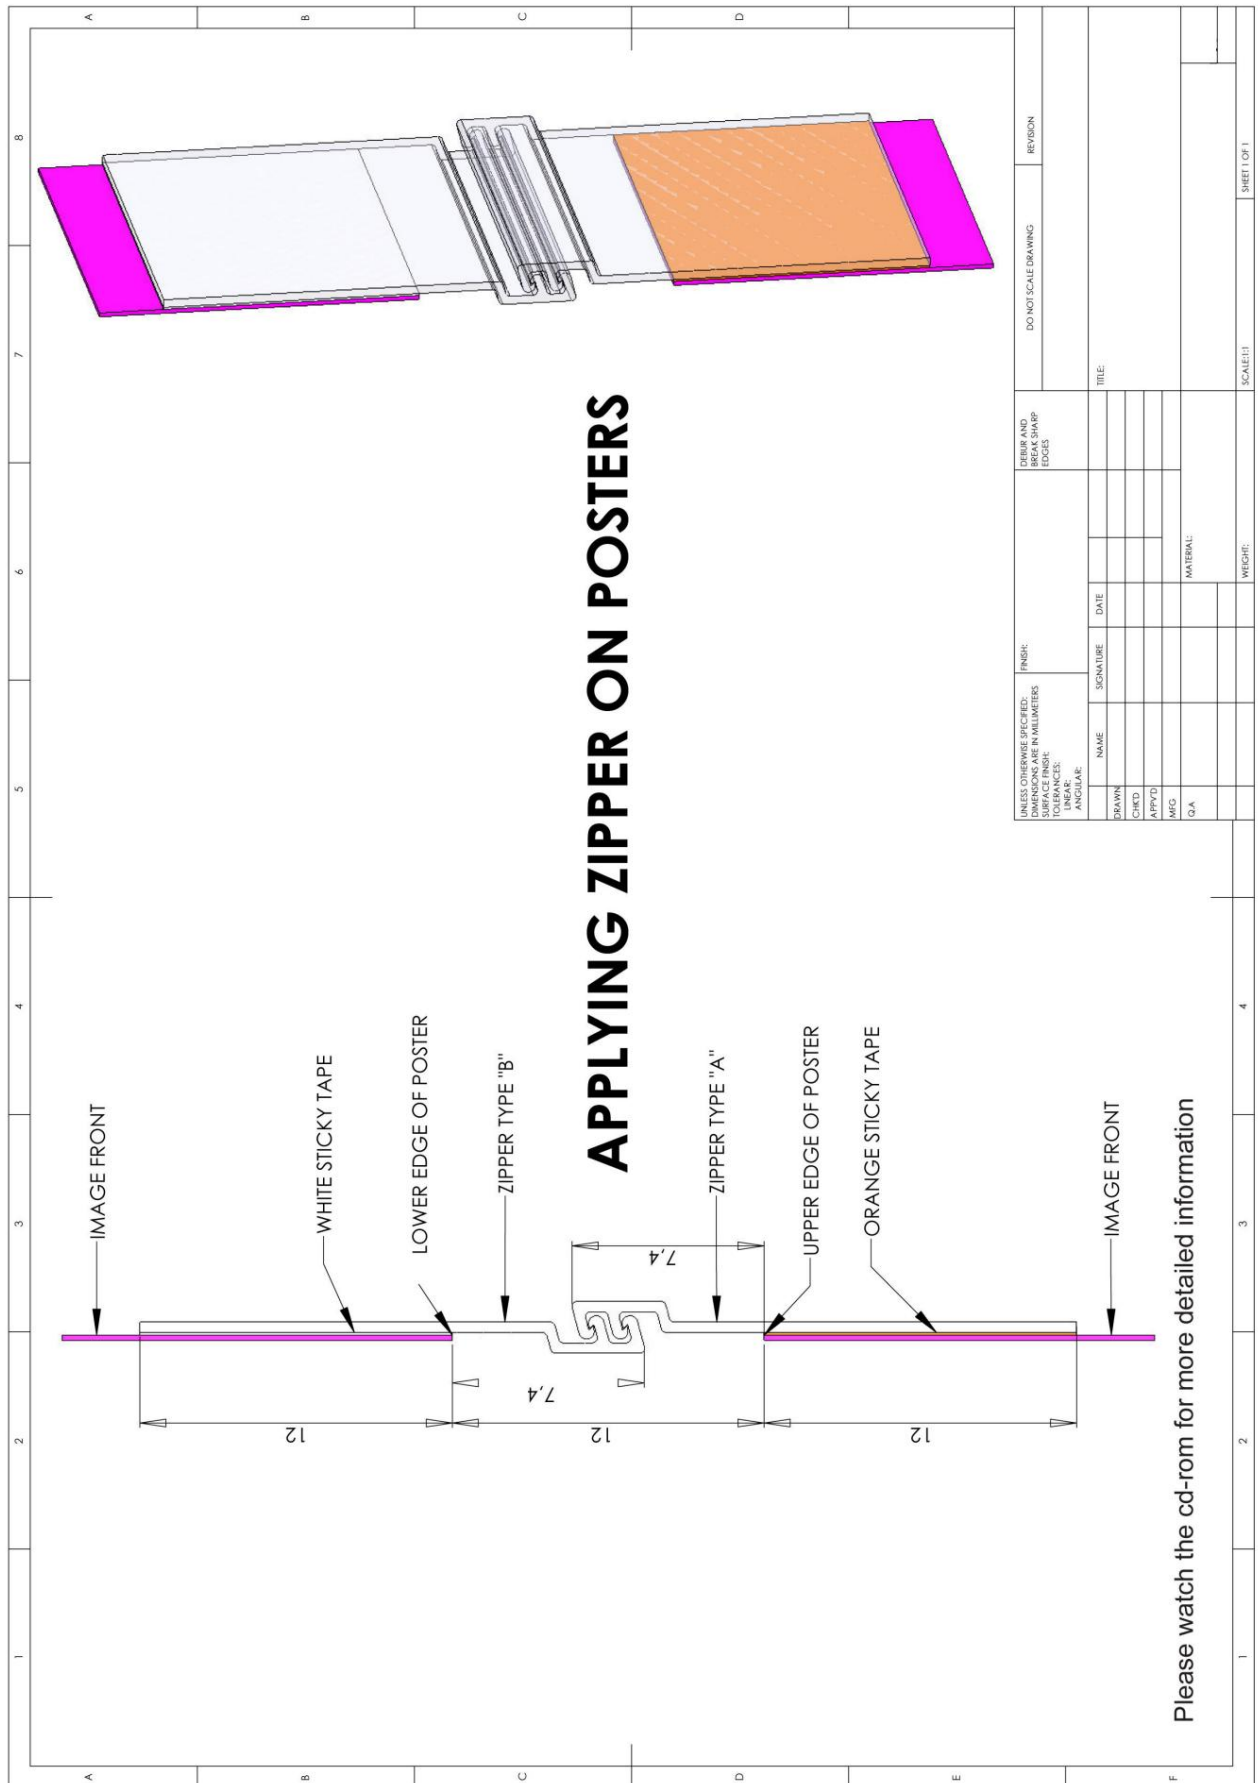 APPLYING ZIPPER ON POSTERS
IMAGE FRONT
WHITE STICKY TAPE
LOWER EDGE OF POSTER
ZIPPER TYPE "B"
ZIPPER TYPE "A"
UPPER EDGE OF POSTER
ORANGE STICKY TAPE
IMAGE FRONT
12
12
12
7,4
7,4
Please watch the cd-rom for more detailed information
1
2
3
4
5
6
7
8
A
B
C
D
E
F
A
B
C
D
1
2
3
4
UNLESS OTHERWISE SPECIFIED:
DIMENSIONS ARE IN MILLIMETERS
SURFACE FINISH:
TOLERANCES:
LINEAR:
ANGULAR:
FINISH:
DEBUR AND
BREAK SHARP
EDGES
DO NOT SCALE DRAWING
REVISION
NAME
SIGNATURE
DATE
TITLE:
DRAWN
CHK'D
APPV'D
MFG
Q.A
MATERIAL:
WEIGHT:
SCALE:1:1
SHEET 1 OF 1